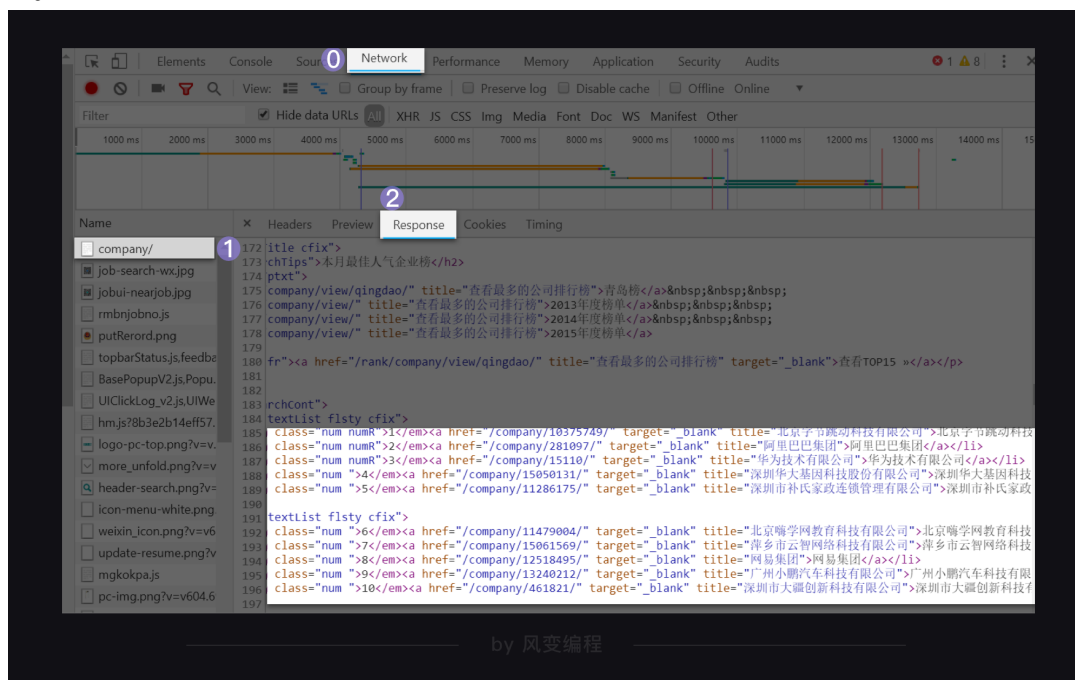 Elements Console Sour 0 Network Performance Memory Application Security Audits 1 8
View: Group by frame Preserve log Disable cache Offline Online
Filter Hide data URLs All XHR JS CSS Img Media Font Doc WS Manifest Other
1000 ms 2000 ms 3000 ms 4000 ms 5000 ms 6000 ms 7000 ms 8000 ms 9000 ms 10000 ms 11000 ms 12000 ms 13000 ms 14000 ms 15
2
Name × Headers Preview Response Cookies Timing
company/ 1
job-search-wx.jpg
jobui-nearjob.jpg
rmbnjobno.js
putRerord.png
topbarStatus.js,feedba
BasePopupV2.js,Popu.
UIClickLog_v2.js,UIWe
hm.js?8b3e2b14eff57.
logo-pc-top.png?v=v.
more_unfold.png?v=v
header-search.png?v=
icon-menu-white.png
weixin_icon.png?v=v6
update-resume.png?v
mgkokpa.js
pc-img.png?v=v604.6
172 itle cfix">
173 chTips">本月最佳人气企业榜</h2>
174 ptxt">
175 company/view/qingdao/" title="查看最多的公司排行榜">青岛榜</a>&nbsp;&nbsp;&nbsp;
176 company/view/" title="查看最多的公司排行榜">2013年度榜单</a>&nbsp;&nbsp;&nbsp;
177 company/view/" title="查看最多的公司排行榜">2014年度榜单</a>&nbsp;&nbsp;&nbsp;
178 company/view/" title="查看最多的公司排行榜">2015年度榜单</a>
179
180 fr"><a href="/rank/company/view/qingdao/" title="查看最多的公司排行榜" target="_blank">查看TOP15 »</a></p>
181
182
183 rchCont">
184 textList flsty cfix">
185 class="num numR">1</em><a href="/company/10375749/" target="_blank" title="北京字节跳动科技有限公司">北京字节跳动科技
186 class="num numR">2</em><a href="/company/281097/" target="_blank" title="阿里巴巴集团">阿里巴巴集团</a></li>
187 class="num numR">3</em><a href="/company/15110/" target="_blank" title="华为技术有限公司">华为技术有限公司</a></li>
188 class="num ">4</em><a href="/company/15050131/" target="_blank" title="深圳华大基因科技股份有限公司">深圳华大基因科技
189 class="num ">5</em><a href="/company/11286175/" target="_blank" title="深圳市补氏家政连锁管理有限公司">深圳市补氏家政
190
191 textList flsty cfix">
192 class="num ">6</em><a href="/company/11479004/" target="_blank" title="北京嗨学网教育科技有限公司">北京嗨学网教育科技
193 class="num ">7</em><a href="/company/15061569/" target="_blank" title="萍乡市云智网络科技有限公司">萍乡市云智网络科技
194 class="num ">8</em><a href="/company/12518495/" target="_blank" title="网易集团">网易集团</a></li>
195 class="num ">9</em><a href="/company/13240212/" target="_blank" title="广州小鹏汽车科技有限公司">广州小鹏汽车科技有限
196 class="num ">10</em><a href="/company/461821/" target="_blank" title="深圳市大疆创新科技有限公司">深圳市大疆创新科技
197
by 风变编程